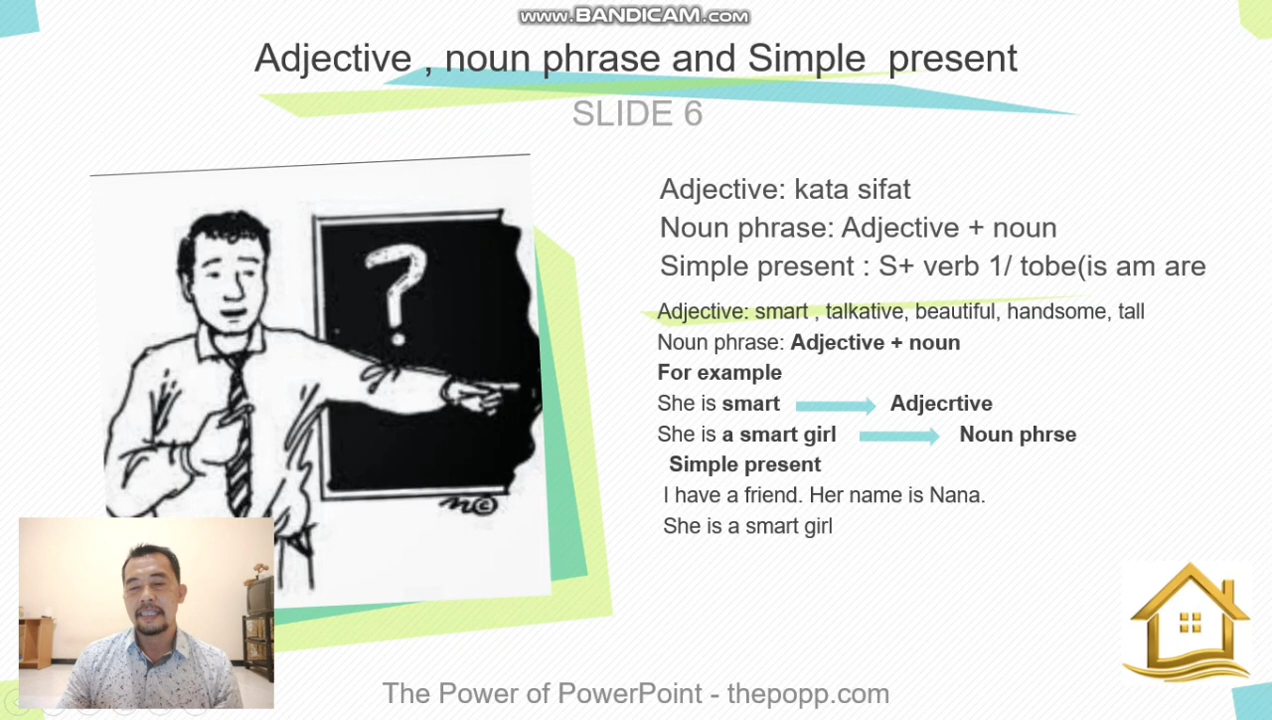 www.BANDICAM.com
Adjective , noun phrase and Simple present
SLIDE 6
?
Adjective: kata sifat
Noun phrase: Adjective + noun
Simple present : S+ verb 1/ tobe(is am are
Adjective: smart , talkative, beautiful, handsome, tall
Noun phrase: Adjective + noun
For example
She is smart Adjecrtive
She is a smart girl Noun phrse
Simple present
I have a friend. Her name is Nana.
She is a smart girl
The Power of PowerPoint - thepopp.com